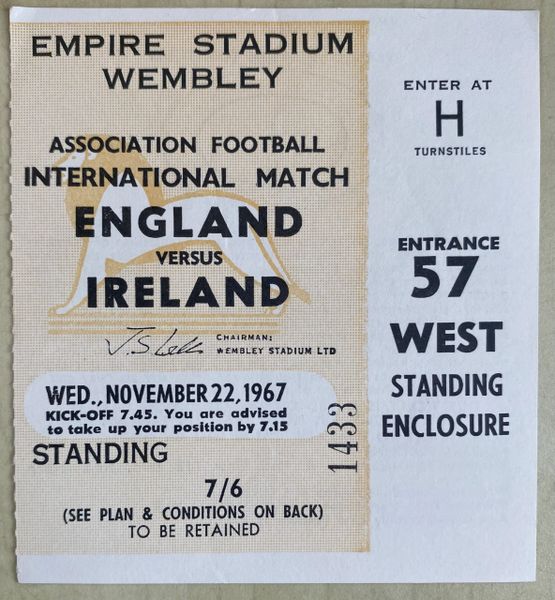 EMPIRE STADIUM
WEMBLEY
ASSOCIATION FOOTBALL
INTERNATIONAL MATCH
ENGLAND
VERSUS
IRELAND
CHAIRMAN:
WEMBLEY STADIUM LTD
WED., NOVEMBER 22, 1967
KICK-OFF 7.45. You are advised
to take up your position by 7.15
STANDING
1433
7/6
(SEE PLAN & CONDITIONS ON BACK)
TO BE RETAINED
ENTER AT
H
TURNSTILES
ENTRANCE
57
WEST
STANDING
ENCLOSURE